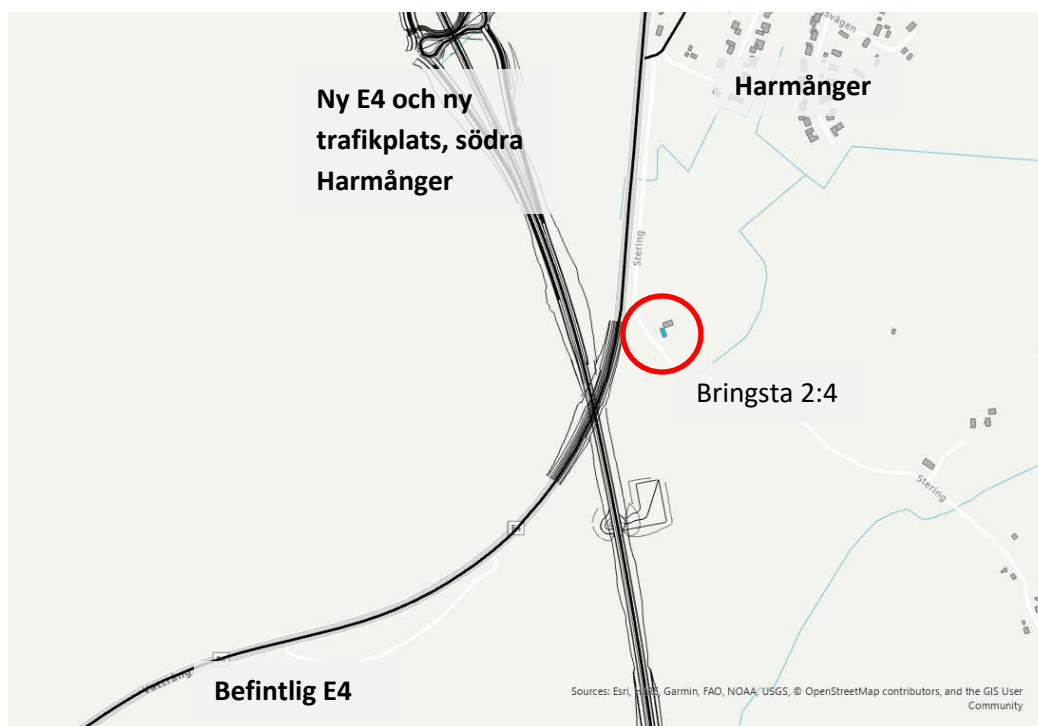 Ny E4 och ny
trafikplats, södra
Harmånger
Harmånger
Stering
Bringsta 2:4
Stering
Befintlig E4
Sources: Esri, HERE, Garmin, FAO, NOAA, USGS, © OpenStreetMap contributors, and the GIS User
Community